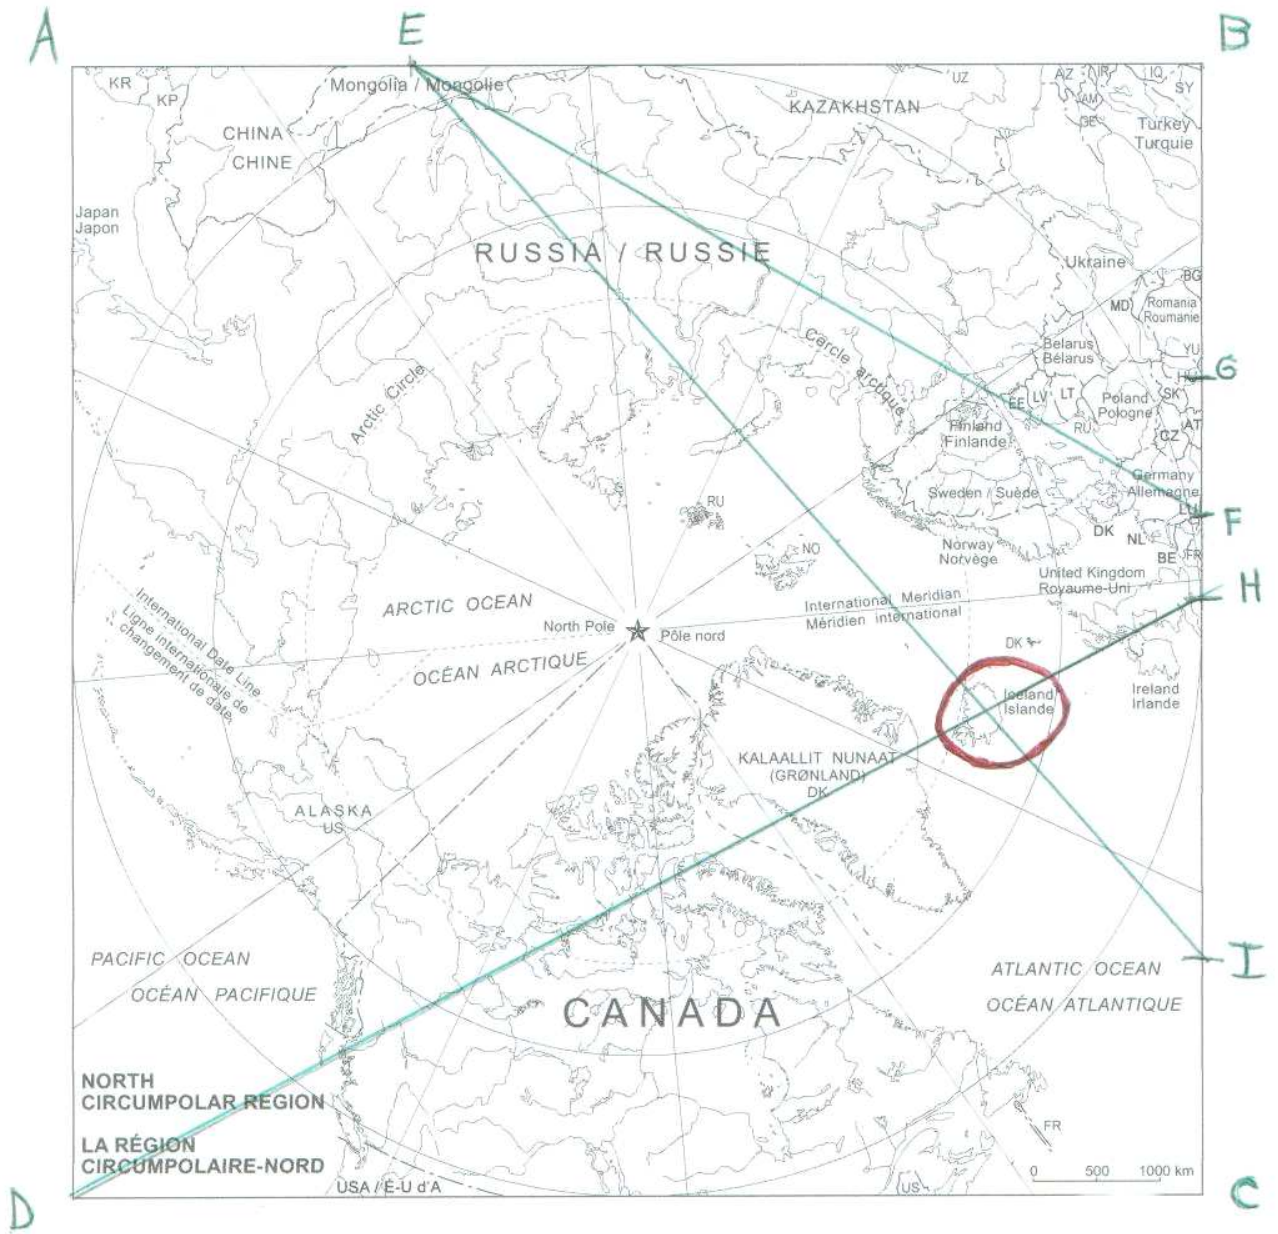 A
E
B
KR
KP
Mongolia / Mongolie
UZ
AZ
IR
IQ
SY
AM
GE
KAZAKHSTAN
Turkey
Turquie
CHINA
CHINE
Japan
Japon
RUSSIA / RUSSIE
Ukraine
BG
MD
Romania
Roumanie
Cercle arctique
Belarus
Bélarus
YU
G
HU
SK
Arctic Circle
EE
LV
LT
Poland
Pologne
RU
AT
CZ
Finland
Finlande
Germany
Allemagne
Sweden / Suède
LU
F
RU
DK
NL
BE
FR
Norway
Norvège
NO
United Kingdom
Royaume-Uni
H
International Meridian
Méridien international
ARCTIC OCEAN
OCÉAN ARCTIQUE
North Pole
Pôle nord
International Date Line
Ligne internationale de
changement de date
DK
Iceland
Islande
Ireland
Irlande
KALAALLIT NUNAAT
(GRØNLAND)
DK
ALASKA
US
PACIFIC OCEAN
OCÉAN PACIFIQUE
I
ATLANTIC OCEAN
OCÉAN ATLANTIQUE
CANADA
NORTH
CIRCUMPOLAR REGION
LA RÉGION
CIRCUMPOLAIRE-NORD
FR
0 500 1000 km
USA / É-U d'A
US
D
C